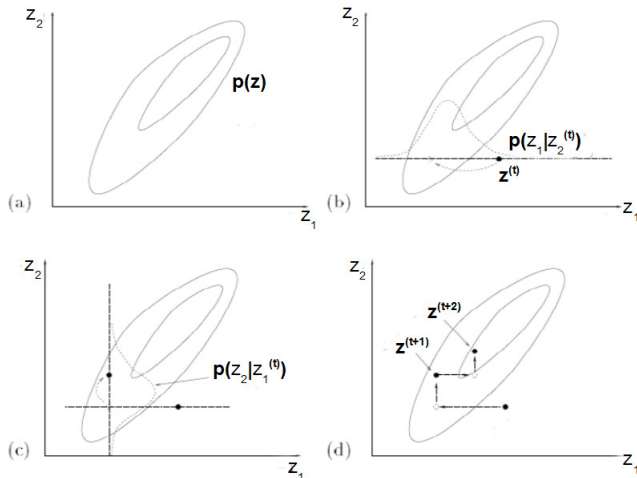 z₂
p(z)
(a)
z₁
z₂
p(z₁|z₂⁽ᵗ⁾)
z⁽ᵗ⁾
(b)
z₁
z₂
p(z₂|z₁⁽ᵗ⁾)
(c)
z₁
z₂
z⁽ᵗ⁺²⁾
z⁽ᵗ⁺¹⁾
(d)
z₁